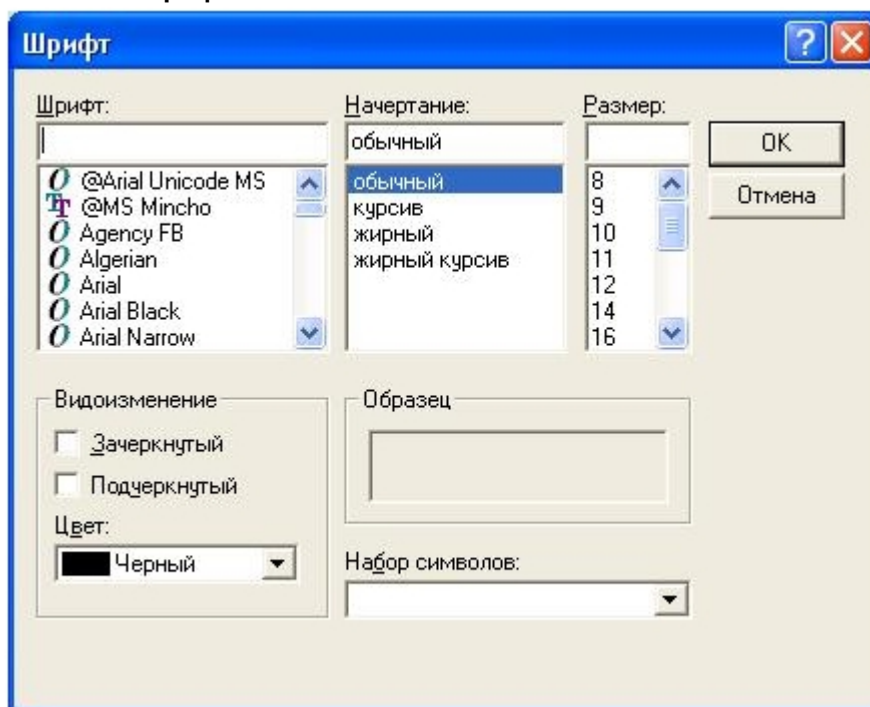 Шрифт
Шрифт:
Начертание:
Размер:
обычный
OK
Отмена
@Arial Unicode MS
@MS Mincho
Agency FB
Algerian
Arial
Arial Black
Arial Narrow
обычный
курсив
жирный
жирный курсив
8
9
10
11
12
14
16
Видоизменение
Зачеркнутый
Подчеркнутый
Цвет:
Черный
Образец
Набор символов: